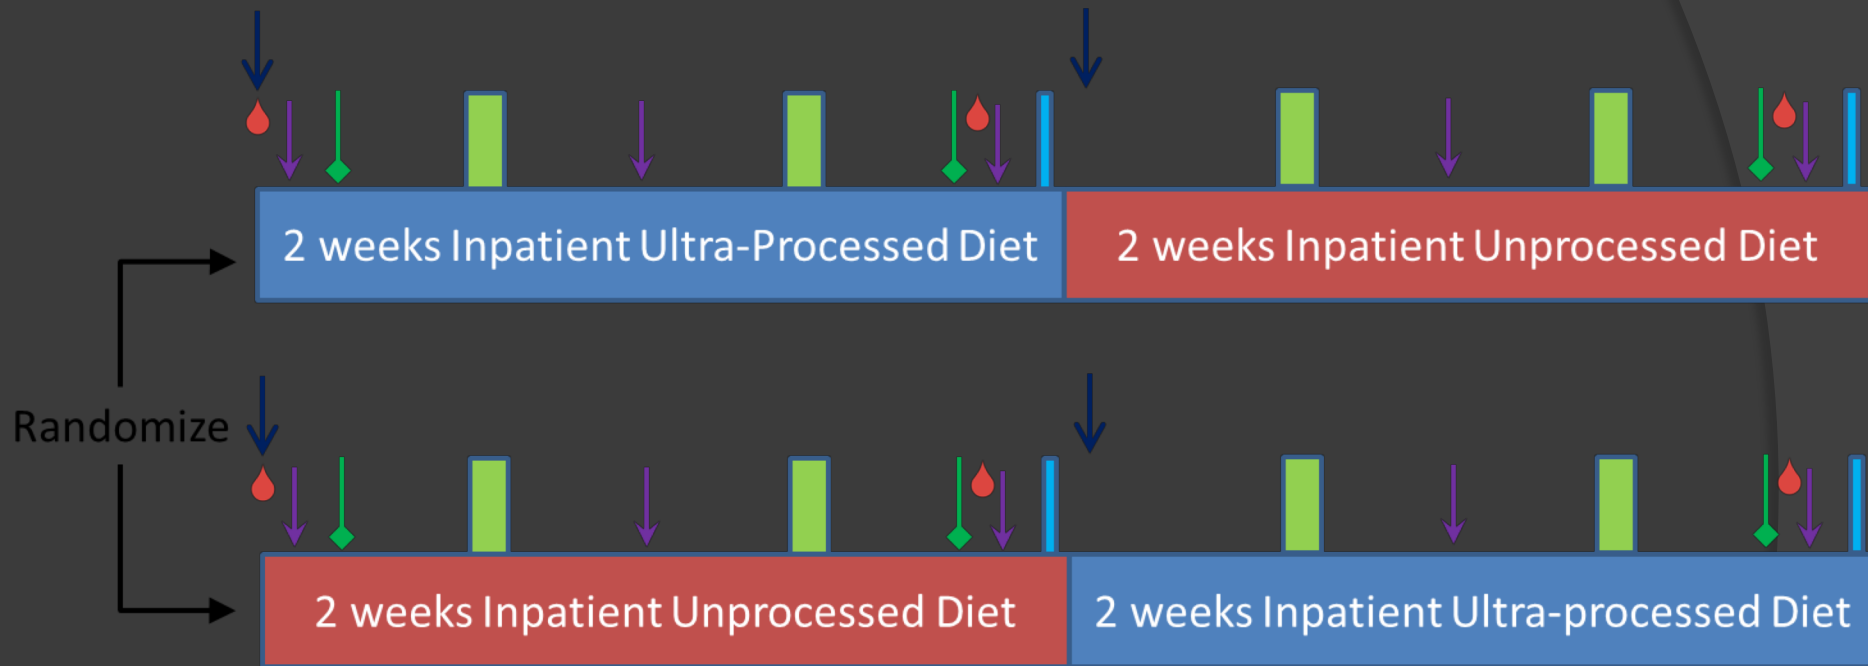 2 weeks Inpatient Ultra-Processed Diet
2 weeks Inpatient Unprocessed Diet
Randomize
2 weeks Inpatient Unprocessed Diet
2 weeks Inpatient Ultra-processed Diet